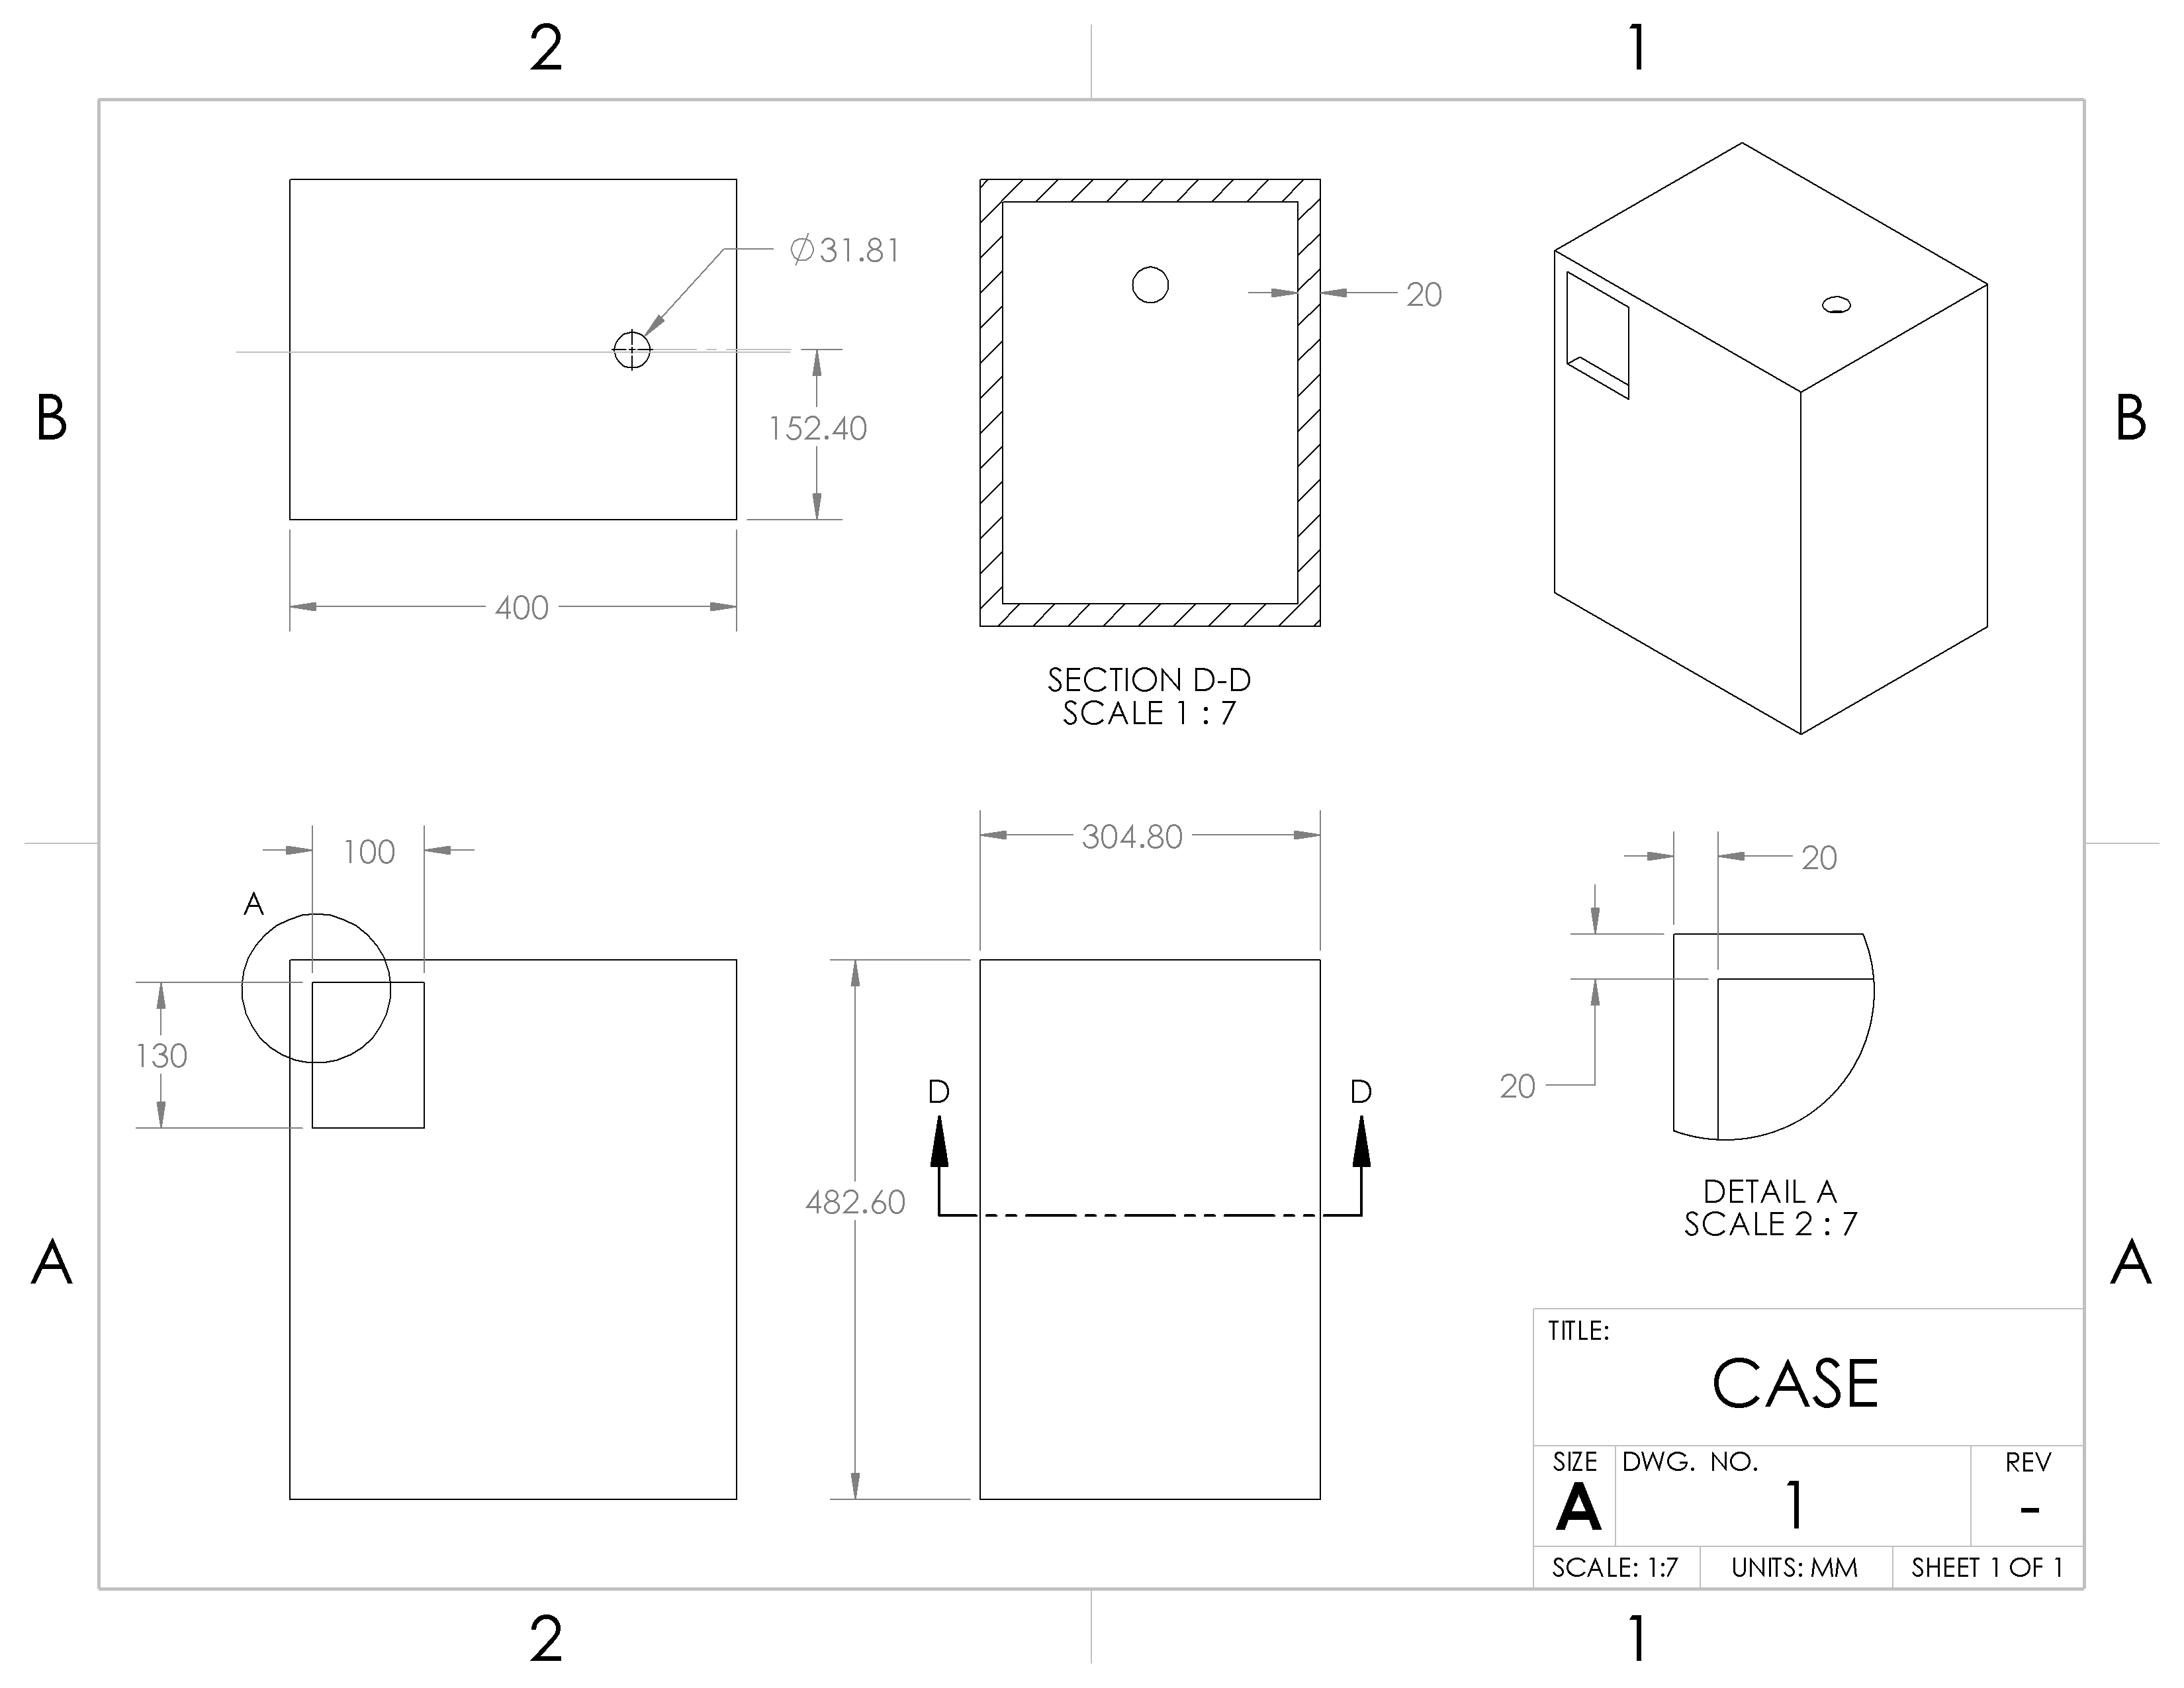 2 1
B B
∅31.81
152.40
400
20
SECTION D-D
SCALE 1 : 7
100
A
130
304.80
482.60
D D
20
20
DETAIL A
SCALE 2 : 7
A A
TITLE:
CASE
SIZE DWG. NO. REV
A 1 -
SCALE: 1:7 UNITS: MM SHEET 1 OF 1
2 1